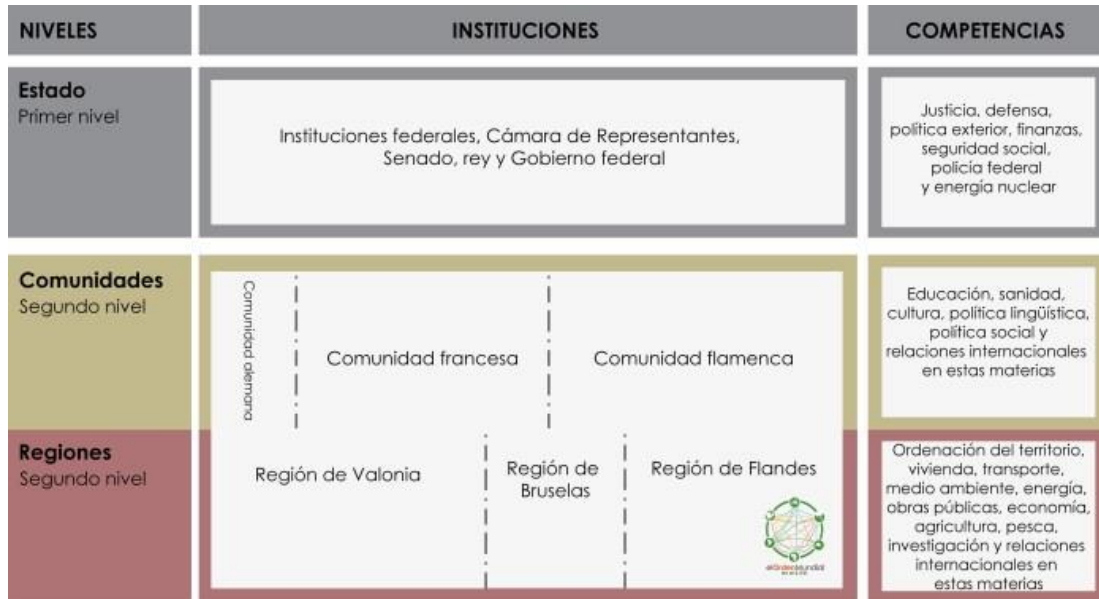 NIVELES
INSTITUCIONES
COMPETENCIAS
Estado
Primer nivel
Instituciones federales, Cámara de Representantes,
Senado, rey y Gobierno federal
Justicia, defensa,
política exterior, finanzas,
seguridad social,
policía federal
y energía nuclear
Comunidades
Segundo nivel
Comunidad alemana
Comunidad francesa
Comunidad flamenca
Educación, sanidad,
cultura, política lingüística,
política social y
relaciones internacionales
en estas materias
Regiones
Segundo nivel
Región de Valonia
Región de
Bruselas
Región de Flandes
elOrdenMundial
Ordenación del territorio,
vivienda, transporte,
medio ambiente, energía,
obras públicas, economía,
agricultura, pesca,
investigación y relaciones
internacionales en
estas materias